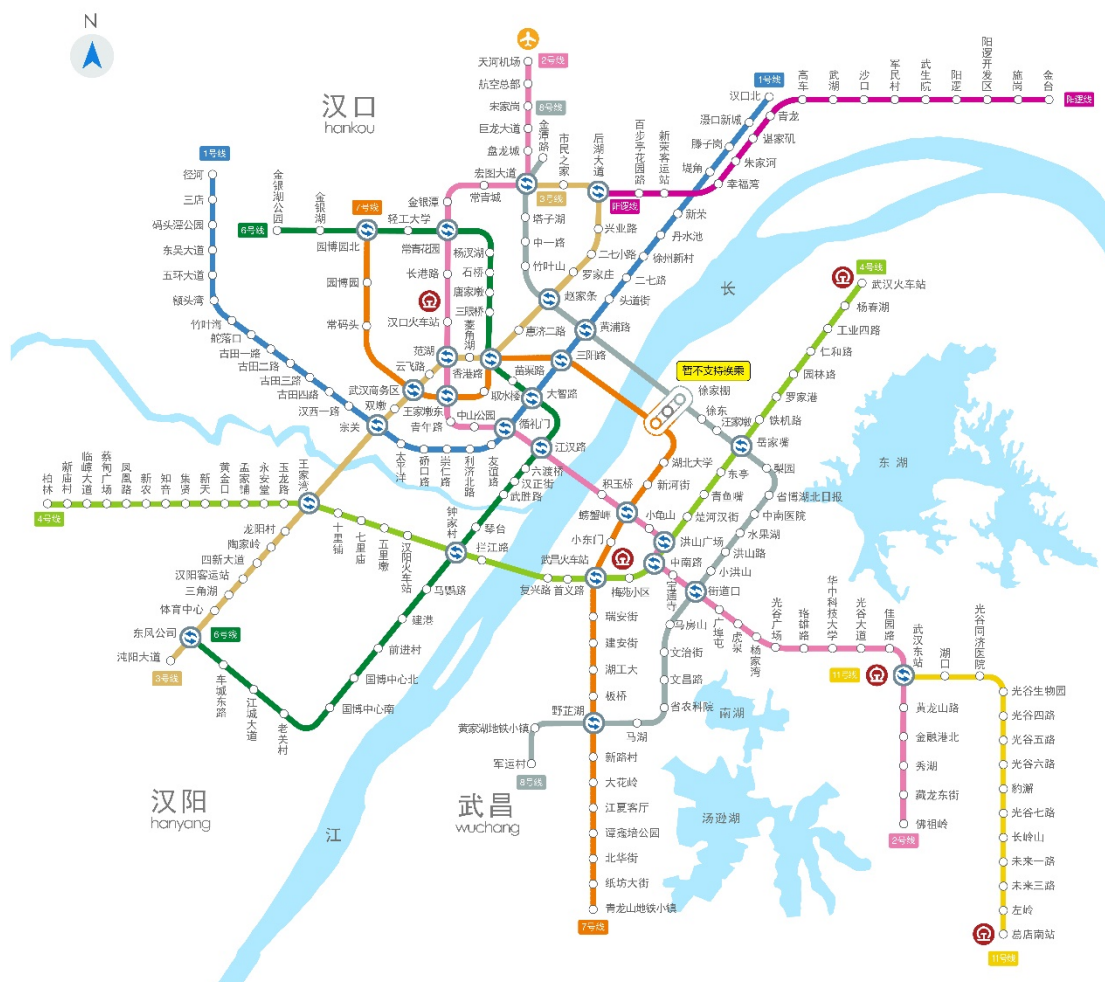 N
天河机场
2号线
航空总部
宋家岗
8号线
巨龙大道
金潭路
盘龙城
市民之家
后湖大道
百步亭花园路
新荣客运站
宏图大道
3号线
阳逻线
常青城
金银潭
汉口
hankou
1号线
汉口北
高车
武湖
沙口
军民村
武生院
阳逻
阳逻开发区
施岗
金台
阳逻线
青龙
滠口新城
谌家矶
滕子岗
朱家河
堤角
幸福湾
新荣
丹水池
徐州新村
二七路
头道街
1号线
径河
三店
码头潭公园
东吴大道
五环大道
额头湾
竹叶海
舵落口
古田一路
古田二路
古田三路
古田四路
汉西一路
宗关
双墩
金银湖公园
金银湖
7号线
轻工大学
6号线
园博园北
常青花园
杨汊湖
石桥
唐家墩
三眼桥
长港路
园博园
汉口火车站
菱角湖
常码头
范湖
云飞路
香港路
苗栗路
武汉商务区
王家墩东
取水楼
大智路
青年路
中山公园
循礼门
塔子湖
中一路
竹叶山
兴业路
二七小路
罗家庄
赵家条
惠济二路
黄浦路
三阳路
长
4号线
武汉火车站
杨春湖
工业四路
仁和路
园林路
罗家港
铁机路
岳家嘴
暂不支持换乘
徐家棚
徐东
汪家墩
东亭
青鱼嘴
楚河汉街
梨园
省博湖北日报
中南医院
水果湖
洪山路
小洪山
东湖
江汉路
六渡桥
汉正街
武胜路
太平洋
硚口路
崇仁路
利济北路
友谊路
湖北大学
新河街
积玉桥
螃蟹岬
小龟山
小东门
洪山广场
武昌火车站
中南路
梅苑小区
宝通寺
街道口
柏林
新庙村
临嶂大道
蔡甸广场
凤凰路
新农
知音
集贤
新天
黄金口
孟家铺
永安堂
玉龙路
王家湾
4号线
十里铺
七里庙
五里墩
汉阳火车站
钟家村
琴台
拦江路
复兴路
首义路
龙阳村
陶家岭
四新大道
汉阳客运站
三角湖
体育中心
东风公司
6号线
沌阳大道
3号线
车城东路
江城大道
老关村
国博中心南
国博中心北
前进村
建港
马鹦路
瑞安街
建安街
湖工大
板桥
野芷湖
黄家湖地铁小镇
军运村
8号线
马湖
省农科院
文昌路
文治街
马房山
南湖
新路村
大花岭
江夏客厅
谭鑫培公园
北华街
纸坊大街
青龙山地铁小镇
7号线
汤逊湖
广埠屯
虎泉
杨家湾
光谷广场
珞雄路
华中科技大学
光谷大道
佳园路
武汉东站
湖口
光谷同济医院
11号线
光谷生物园
光谷四路
光谷五路
光谷六路
豹澥
光谷七路
长岭山
未来一路
未来三路
左岭
葛店南站
11号线
黄龙山路
金融港北
秀湖
藏龙东街
佛祖岭
2号线
汉阳
hanyang
武昌
wuchang
江